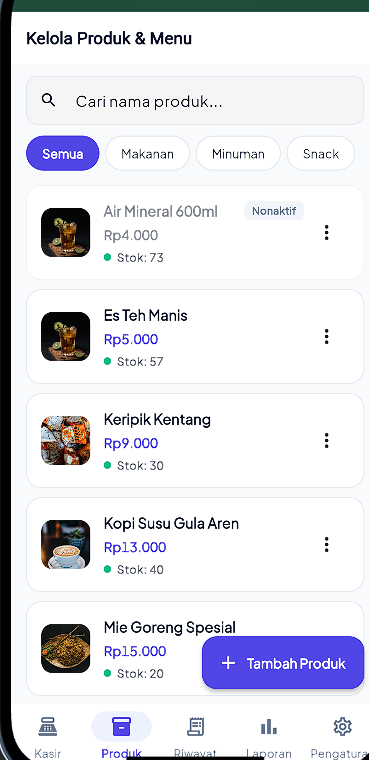 Kelola Produk & Menu
Cari nama produk...
Semua
Makanan
Minuman
Snack
Air Mineral 600ml
Nonaktif
Rp4.000
Stok: 73
Es Teh Manis
Rp5.000
Stok: 57
Keripik Kentang
Rp9.000
Stok: 30
Kopi Susu Gula Aren
Rp13.000
Stok: 40
Mie Goreng Spesial
Rp15.000
Stok: 20
+ Tambah Produk
Kasir
Produk
Riwayat
Laporan
Pengatura